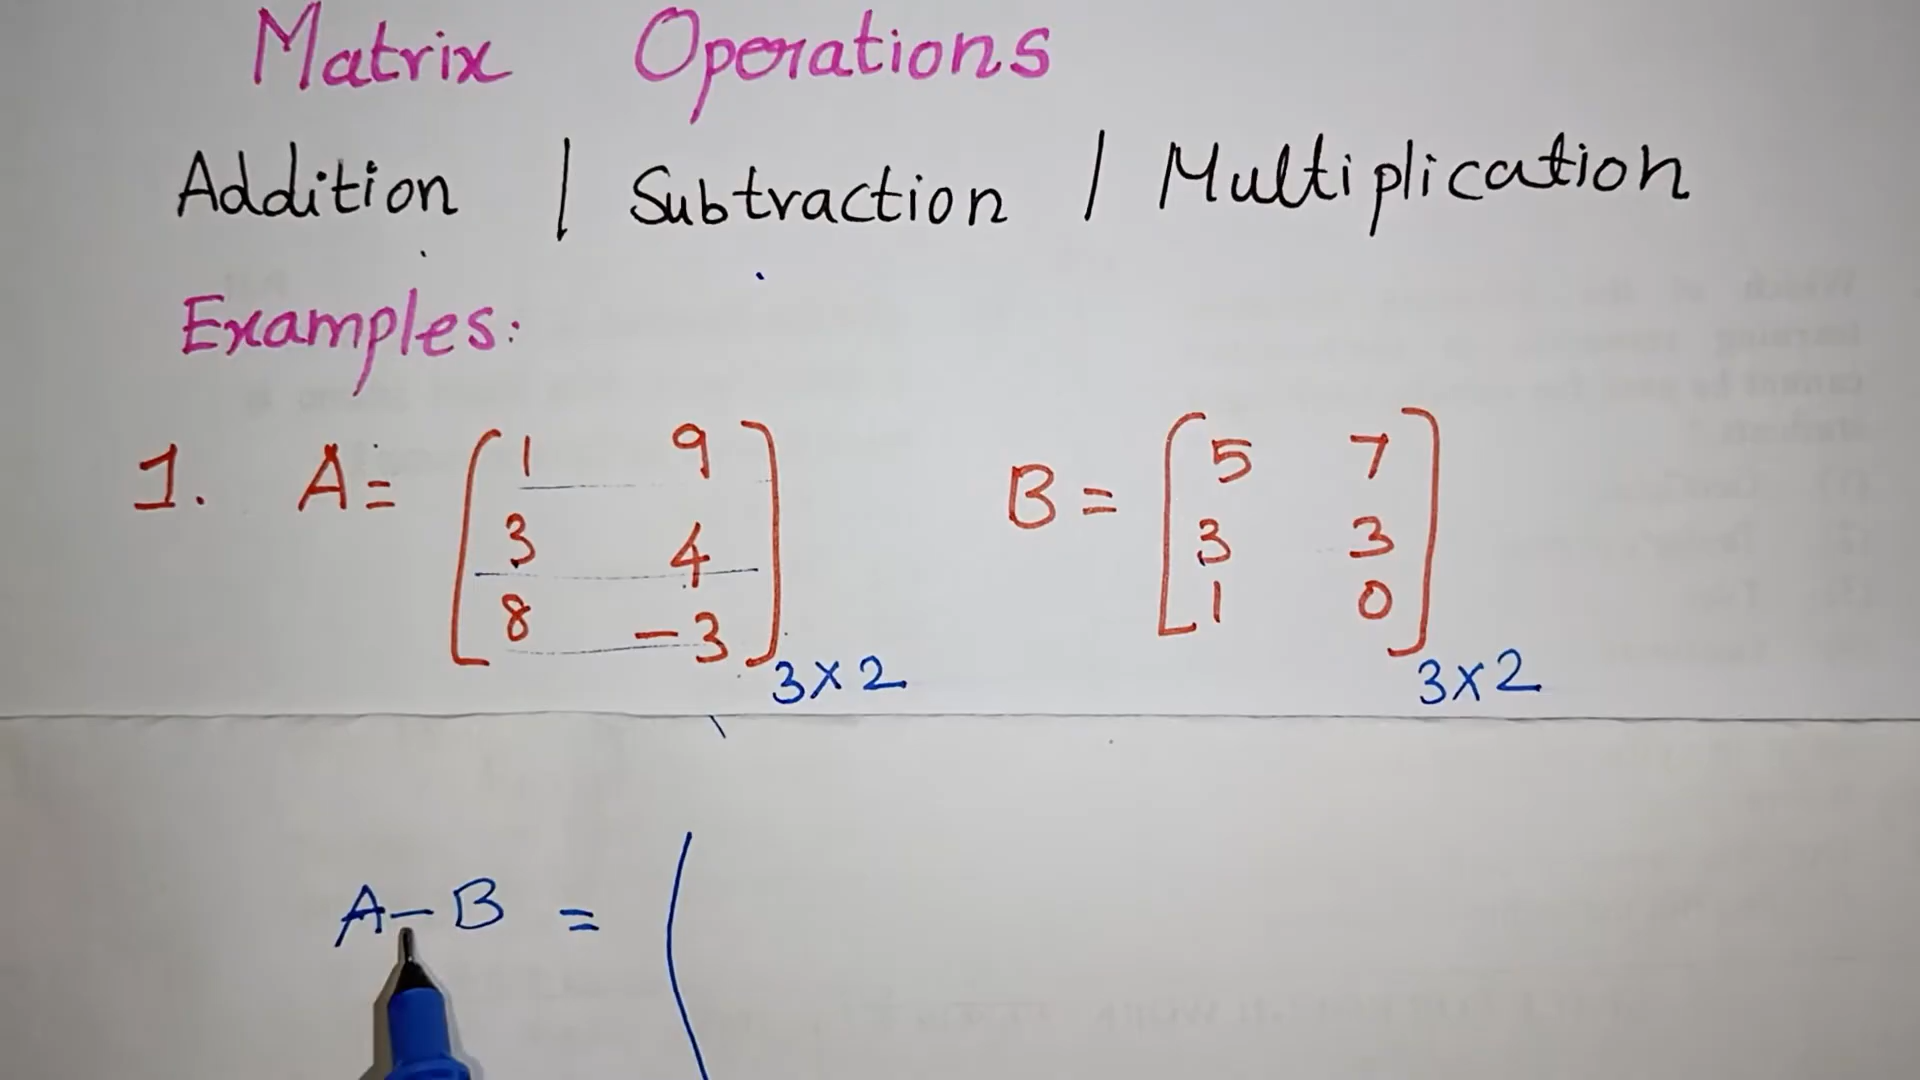 Matrix Operations
Addition | Subtraction / Multiplication
Examples:
1. A= [1 9 B = [5 7
3 4 3 3
8 -3]3x2 1 0]3x2
A-B = (